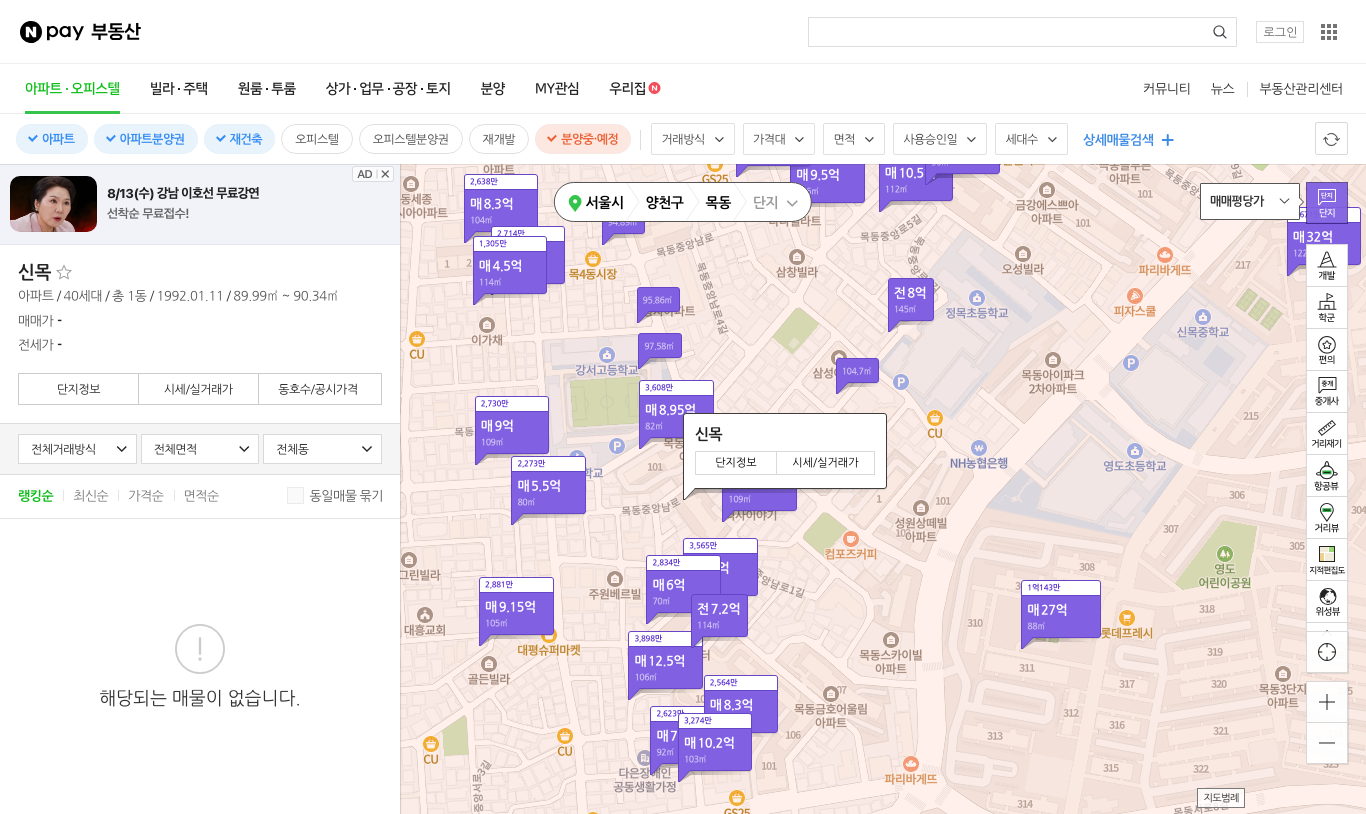 N pay 부동산
로그인
아파트·오피스텔 빌라·주택 원룸·투룸 상가·업무·공장·토지 분양 MY관심 우리집 N
커뮤니티 뉴스 부동산관리센터
아파트 아파트분양권 재건축 오피스텔 오피스텔분양권 재개발 분양중·예정
거래방식 가격대 면적 사용승인일 세대수 상세매물검색
AD
8/13(수) 강남 이호선 무료강연
선착순 무료접수!
신목
아파트 / 40세대 / 총 1동 / 1992.01.11 / 89.99㎡ ~ 90.34㎡
매매가 -
전세가 -
단지정보 시세/실거래가 동호수/공시가격
전체거래방식 전체면적 전체동
랭킹순 최신순 가격순 면적순 동일매물 묶기
해당되는 매물이 없습니다.
서울시 양천구 목동 단지
매매평당가
단지
단지
개발
학군
편의
중개
중개사
거리재기
항공뷰
거리뷰
지적편집도
위성뷰
지도범례
신목
단지정보 시세/실거래가
2,638만
매8.3억
104㎡
2,714만
1,305만
매4.5억
114㎡
GS25
매9.5억
매10.5
112㎡
매32억
목4동시장
목동중앙남로
목동중앙로5길
목동중앙남로4길
삼창빌라
금강에스쁘아
아파트
101
오성빌라
파리바게뜨
217
95.86㎡
97.58㎡
104.7㎡
전8억
145㎡
정목초등학교
피자스쿨
신목중학교
이가채
CU
강서고등학교
목동아이파크
2차아파트
215
3,608만
매8.95억
82㎡
2,730만
매9억
109㎡
2,273만
매5.5억
80㎡
109㎡
CU
NH농협은행
영도초등학교
101
성원상떼빌
아파트
컴포즈커피
306
307
305
304
308
영도
어린이공원
그린빌라
주원베르빌
대흥교회
3,565만
2,834만
매6억
70㎡
전7.2억
114㎡
2,881만
매9.15억
105㎡
대평슈퍼마켓
골든빌라
3,898만
매12.5억
106㎡
2,564만
매8.3억
2,623만
매7
92㎡
3,274만
매10.2억
103㎡
1억143만
매27억
88㎡
롯데프레시
310
311
318
319
317
320
312
316
321
313
315
322
314
323
목동스카이빌
아파트
목동금호어울림
아파트
목동3단지
아파트
106
101
다운장애인
공동생활가정
CU
CU
GS25
파리바게뜨